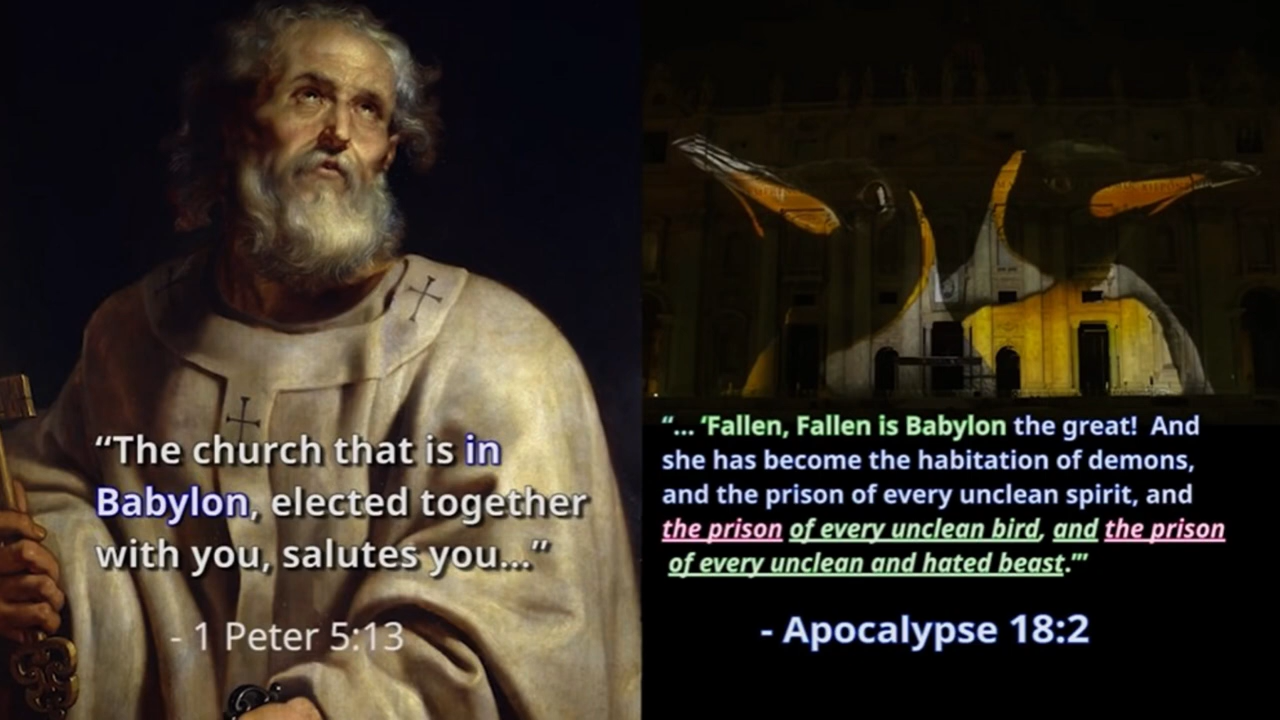 “The church that is in
Babylon, elected together
with you, salutes you...”
- 1 Peter 5:13
“... ‘Fallen, Fallen is Babylon the great!  And
she has become the habitation of demons,
and the prison of every unclean spirit, and
the prison of every unclean bird, and the prison
of every unclean and hated beast.’”
- Apocalypse 18:2